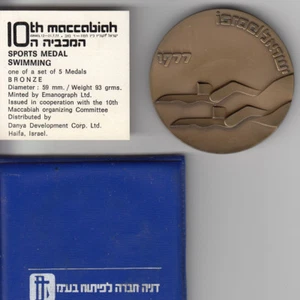 10th maccabiah
המכביה ה
SPORTS MEDAL
SWIMMING
one of a set of 5 Medals
BRONZE
Diameter : 59 mm. / Weight 93 grms.
Minted by Emanograph Ltd.
Issued in cooperation with the 10th
Maccabiah organizing Committee
Distributed by
Danya Development Corp. Ltd.
Haifa, Israel.
דניה חברה לפיתוח בע"מ